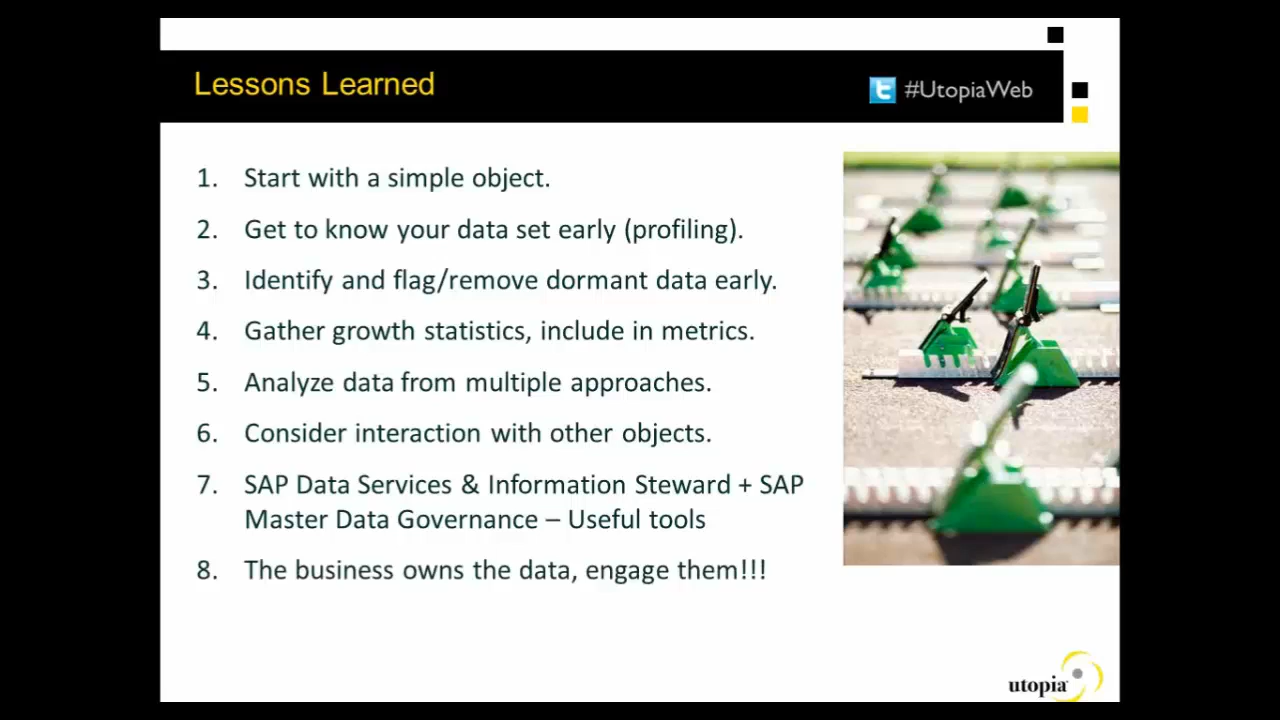 Lessons Learned
#UtopiaWeb
1. Start with a simple object.
2. Get to know your data set early (profiling).
3. Identify and flag/remove dormant data early.
4. Gather growth statistics, include in metrics.
5. Analyze data from multiple approaches.
6. Consider interaction with other objects.
7. SAP Data Services & Information Steward + SAP
Master Data Governance – Useful tools
8. The business owns the data, engage them!!!
utopia